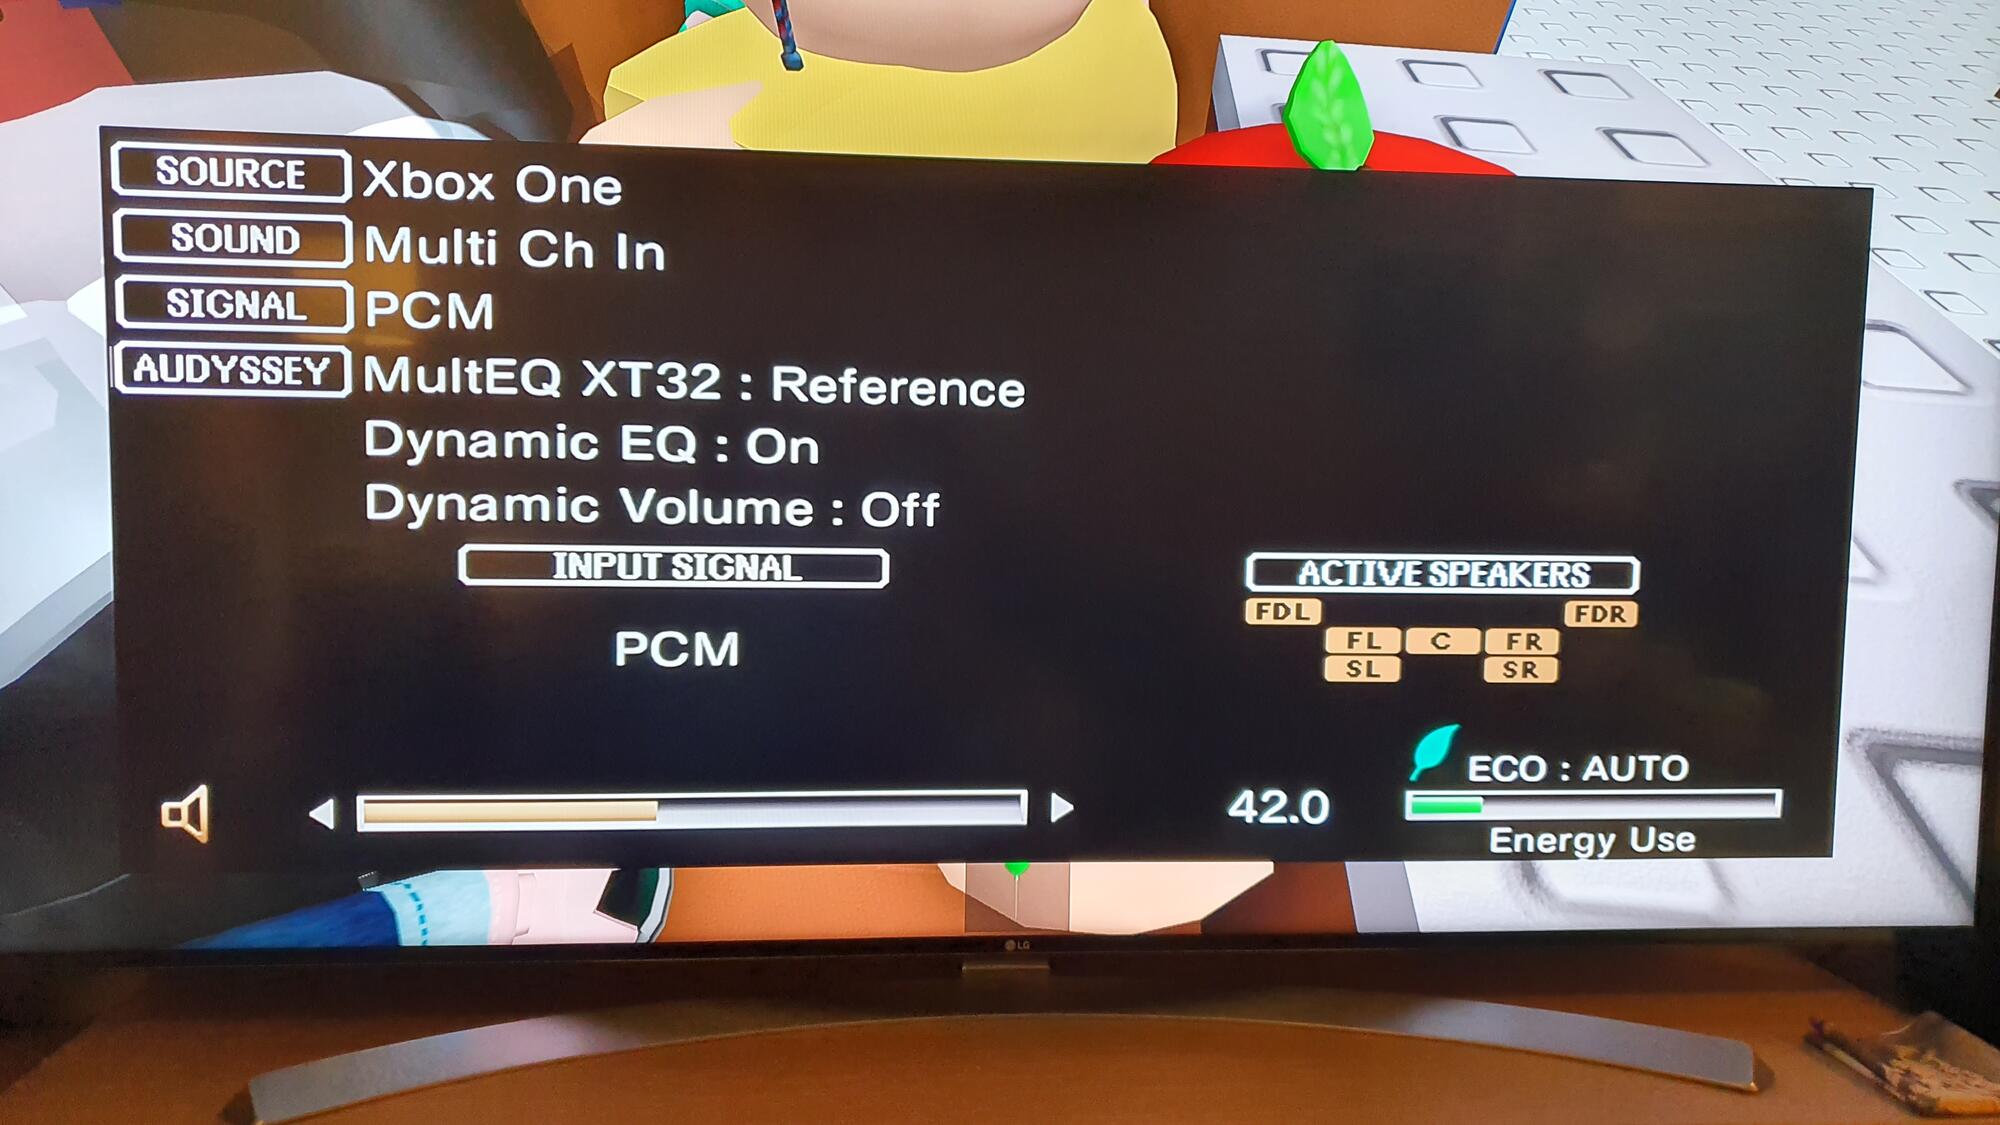 SOURCE Xbox One
SOUND Multi Ch In
SIGNAL PCM
AUDYSSEY MultEQ XT32 : Reference
Dynamic EQ : On
Dynamic Volume : Off
INPUT SIGNAL
PCM
ACTIVE SPEAKERS
FDL FDR
FL C FR
SL SR
ECO : AUTO
42.0
Energy Use
LG